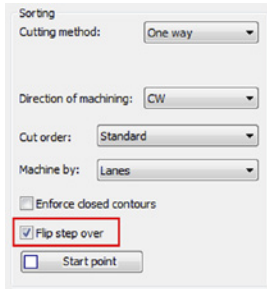 Sorting
Cutting method: One way
Direction of machining: CW
Cut order: Standard
Machine by: Lanes
Enforce closed contours
Flip step over
Start point